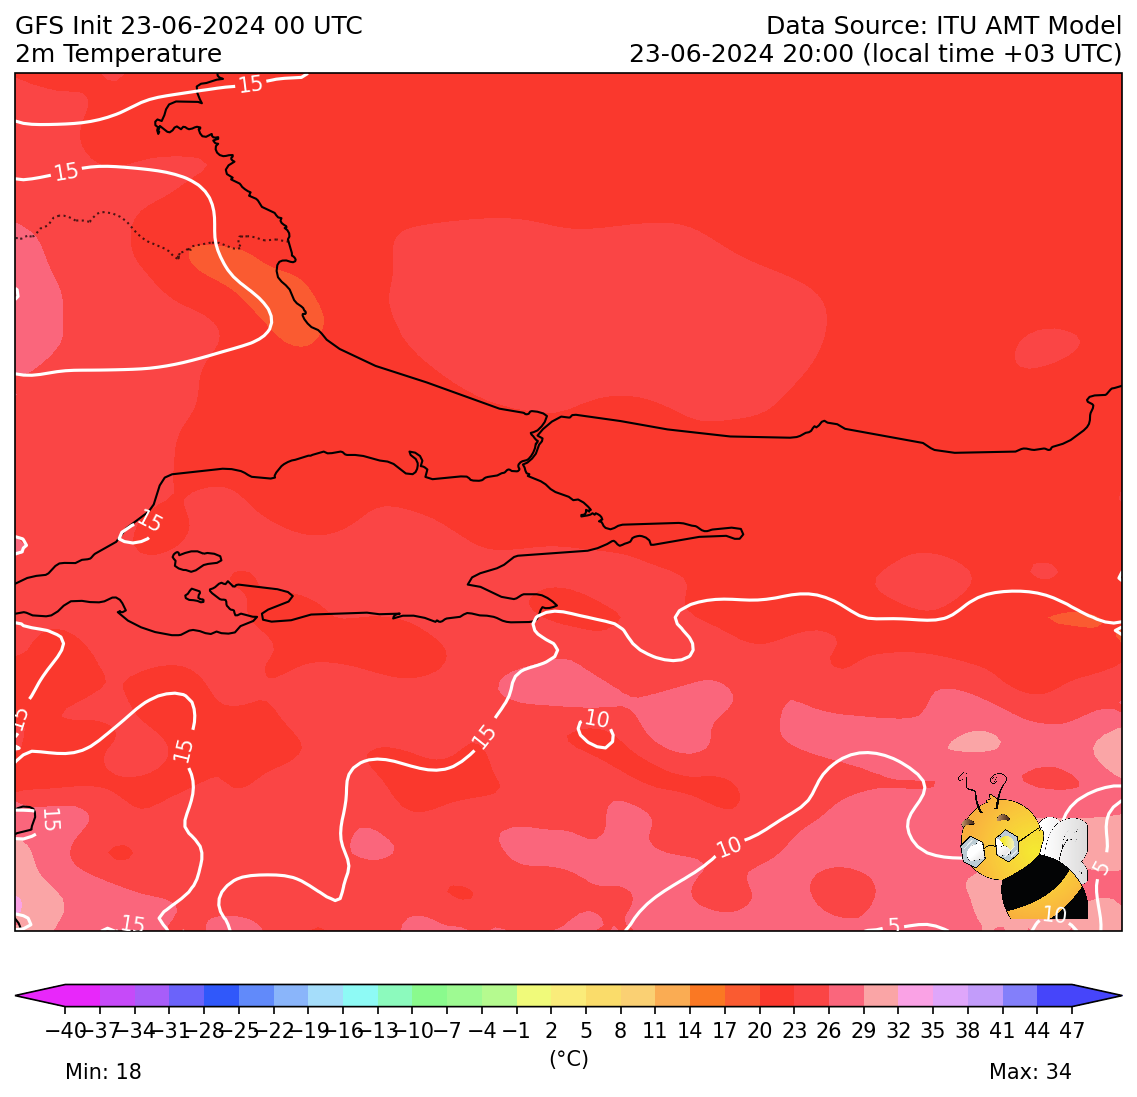 GFS Init 23-06-2024 00 UTC
Data Source: ITU AMT Model
2m Temperature
23-06-2024 20:00 (local time +03 UTC)
15
15
15
15
15
15
10
15
10
5
15
5
10
−40 −37 −34 −31 −28 −25 −22 −19 −16 −13 −10 −7 −4 −1 2 5 8 11 14 17 20 23 26 29 32 35 38 41 44 47
(°C)
Min: 18
Max: 34